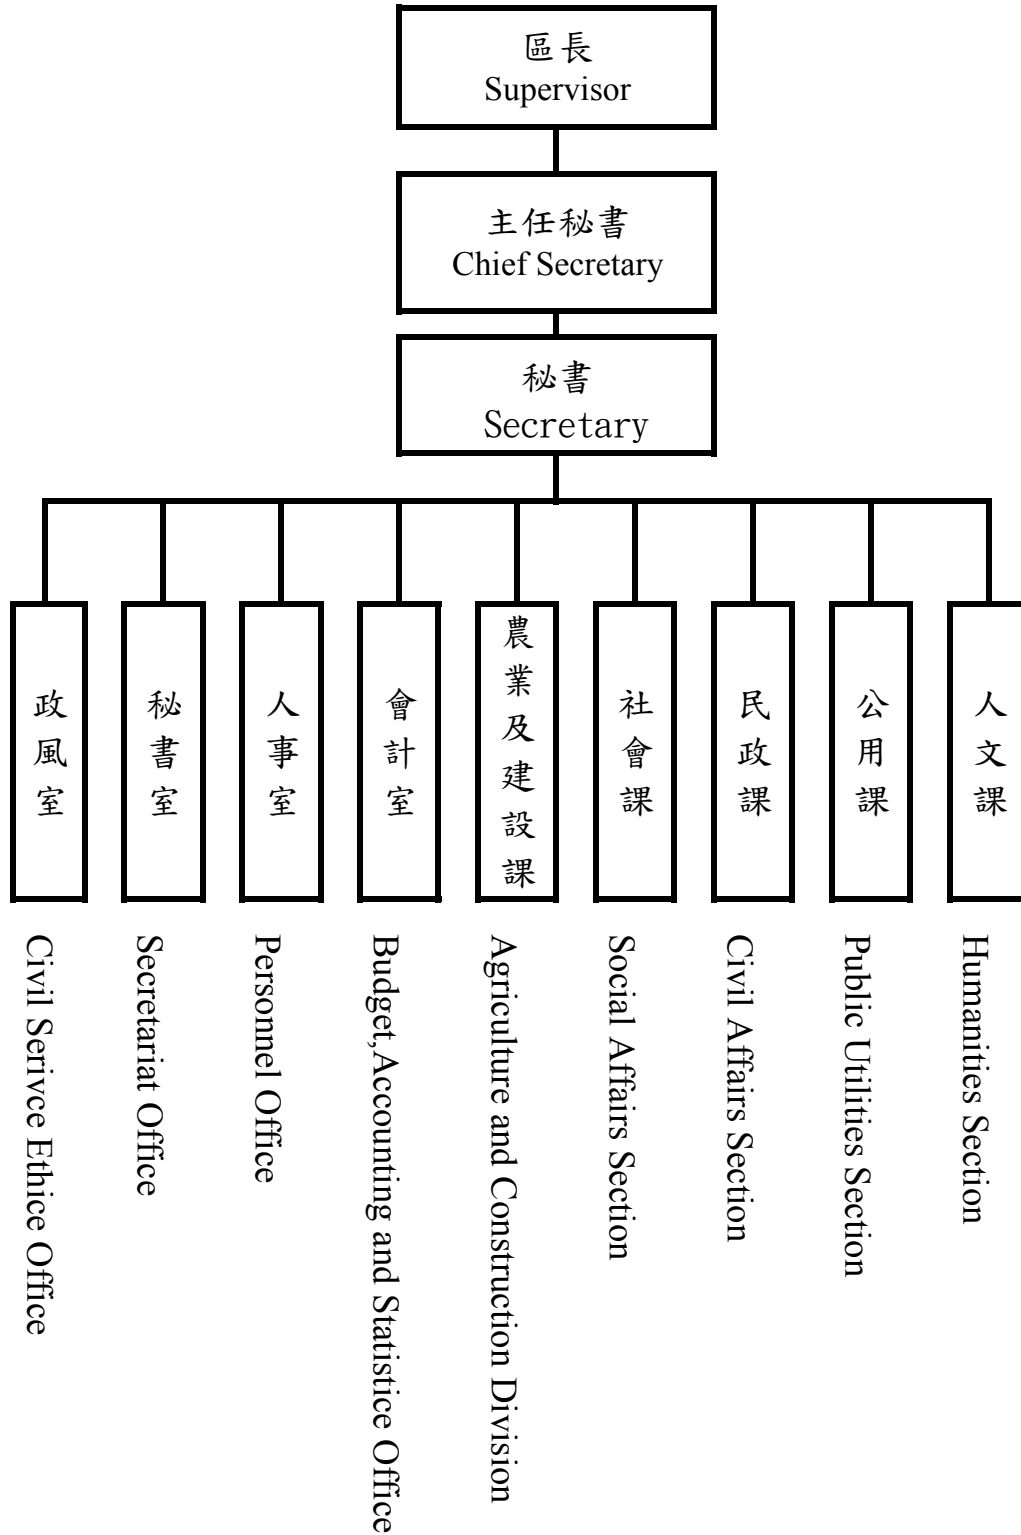 區長
Supervisor
主任秘書
Chief Secretary
秘書
Secretary
政風室
秘書室
人事室
會計室
農業及建設課
社會課
民政課
公用課
人文課
Civil Serivce Ethice Office
Secretariat Office
Personnel Office
Budget,Accounting and Statistice Office
Agriculture and Construction Division
Social Affairs Section
Civil Affairs Section
Public Utilities Section
Humanities Section